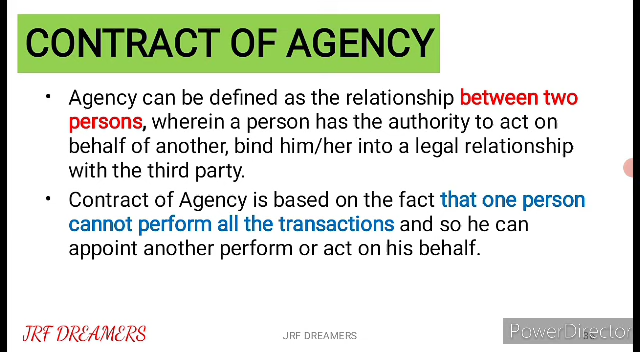 CONTRACT OF AGENCY
• Agency can be defined as the relationship between two
persons, wherein a person has the authority to act on
behalf of another, bind him/her into a legal relationship
with the third party.
• Contract of Agency is based on the fact that one person
cannot perform all the transactions and so he can
appoint another perform or act on his behalf.
JRF DREAMERS
JRF DREAMERS
PowerDirector